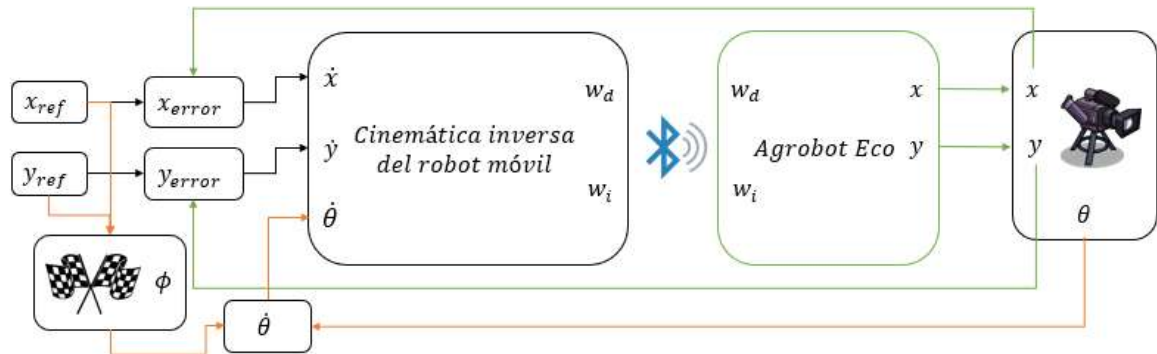 x_ref
x_error
ẋ
w_d
w_d
x
x
y_ref
y_error
ẏ
Cinemática inversa
del robot móvil
Agrobot Eco
y
y
θ̇
w_i
w_i
θ
ϕ
θ̇